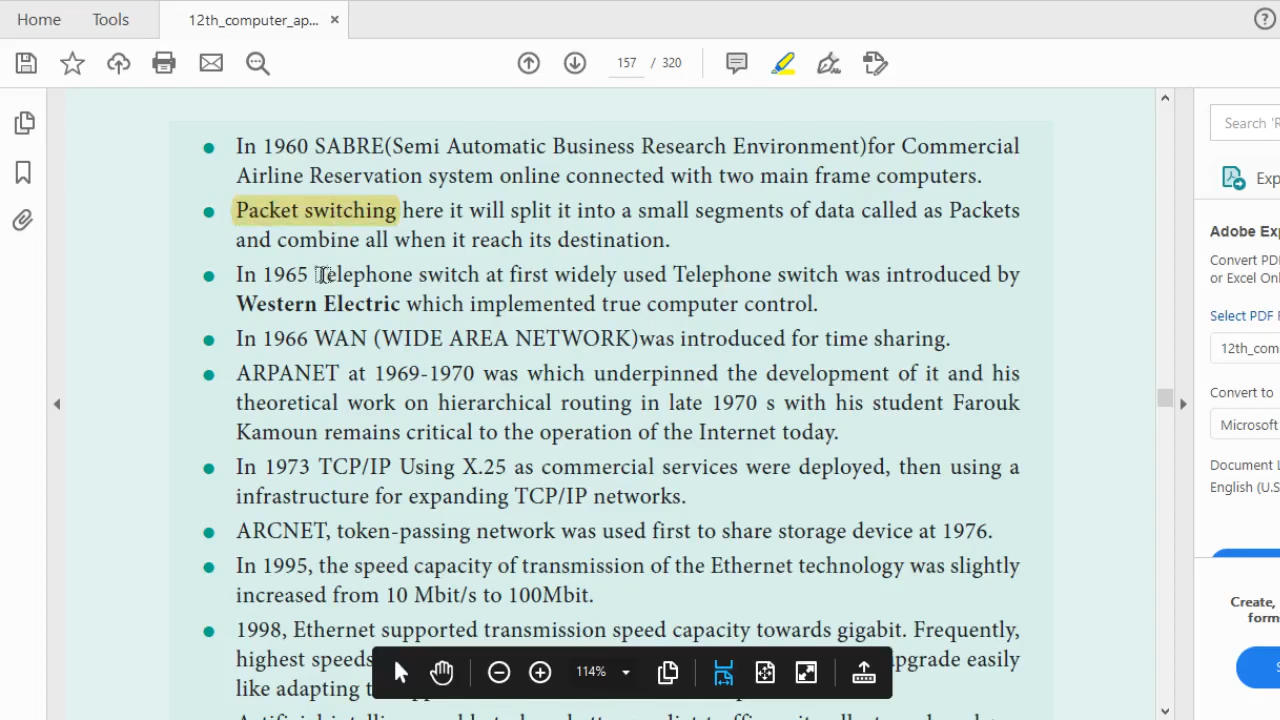 Home Tools 12th_computer_ap... ×
157 / 320
In 1960 SABRE(Semi Automatic Business Research Environment)for Commercial
Airline Reservation system online connected with two main frame computers.
Packet switching here it will split it into a small segments of data called as Packets
and combine all when it reach its destination.
In 1965 Telephone switch at first widely used Telephone switch was introduced by
Western Electric which implemented true computer control.
In 1966 WAN (WIDE AREA NETWORK)was introduced for time sharing.
ARPANET at 1969-1970 was which underpinned the development of it and his
theoretical work on hierarchical routing in late 1970 s with his student Farouk
Kamoun remains critical to the operation of the Internet today.
In 1973 TCP/IP Using X.25 as commercial services were deployed, then using a
infrastructure for expanding TCP/IP networks.
ARCNET, token-passing network was used first to share storage device at 1976.
In 1995, the speed capacity of transmission of the Ethernet technology was slightly
increased from 10 Mbit/s to 100Mbit.
1998, Ethernet supported transmission speed capacity towards gigabit. Frequently,
highest speeds upgrade easily
like adapting
114%
Search 'R
Exp
Adobe Exp
Convert PD
or Excel Onl
Select PDF F
12th_com
Convert to
Microsoft
Document L
English (U.S
Create,
form